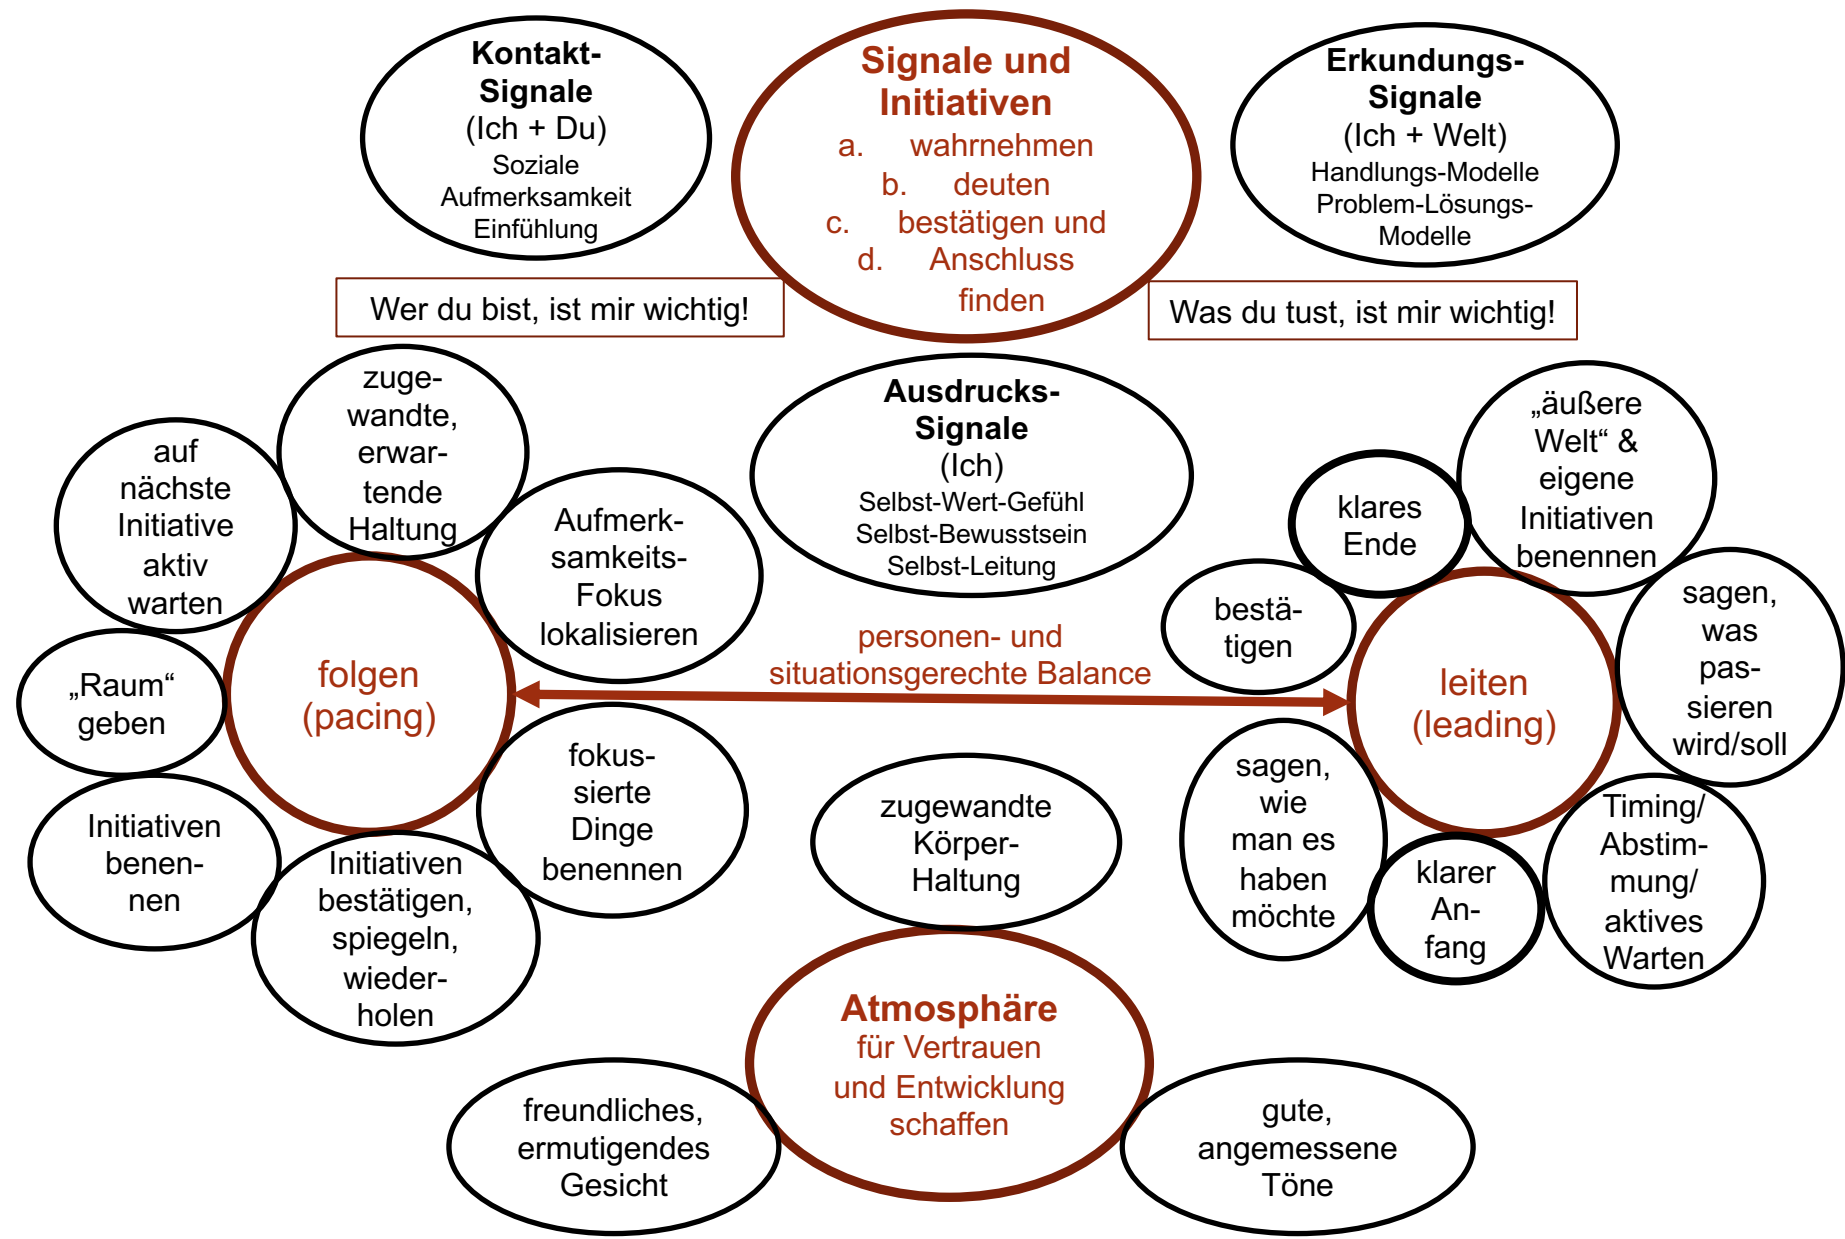 Kontakt-
Signale
(Ich + Du)
Soziale
Aufmerksamkeit
Einfühlung
Signale und
Initiativen
a. wahrnehmen
b. deuten
c. bestätigen und
d. Anschluss
finden
Erkundungs-
Signale
(Ich + Welt)
Handlungs-Modelle
Problem-Lösungs-
Modelle
Wer du bist, ist mir wichtig!
Was du tust, ist mir wichtig!
Ausdrucks-
Signale
(Ich)
Selbst-Wert-Gefühl
Selbst-Bewusstsein
Selbst-Leitung
zuge-
wandte,
erwar-
tende
Haltung
auf
nächste
Initiative
aktiv
warten
Aufmerk-
samkeits-
Fokus
lokalisieren
„Raum“
geben
folgen
(pacing)
Initiativen
benen-
nen
Initiativen
bestätigen,
spiegeln,
wieder-
holen
fokus-
sierte
Dinge
benennen
personen- und
situationsgerechte Balance
„äußere
Welt“ &
eigene
Initiativen
benennen
klares
Ende
bestä-
tigen
sagen,
was
pas-
sieren
wird/soll
leiten
(leading)
sagen,
wie
man es
haben
möchte
klarer
An-
fang
Timing/
Abstim-
mung/
aktives
Warten
zugewandte
Körper-
Haltung
Atmosphäre
für Vertrauen
und Entwicklung
schaffen
freundliches,
ermutigendes
Gesicht
gute,
angemessene
Töne